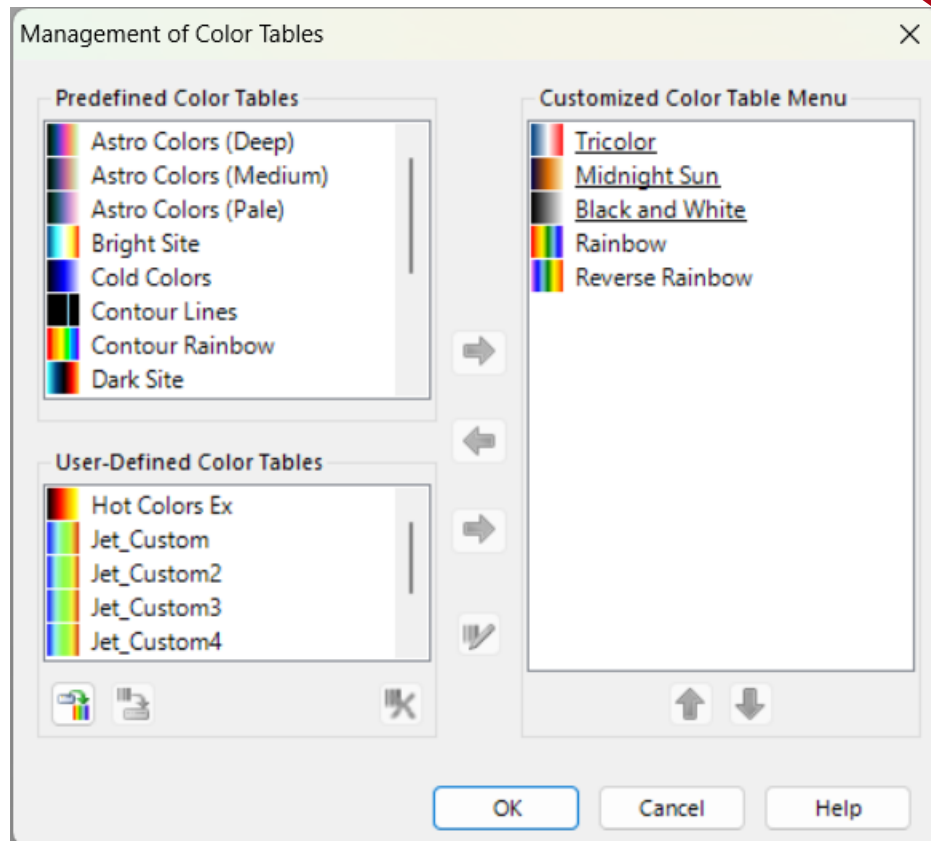 Management of Color Tables
Predefined Color Tables
Astro Colors (Deep)
Astro Colors (Medium)
Astro Colors (Pale)
Bright Site
Cold Colors
Contour Lines
Contour Rainbow
Dark Site
User-Defined Color Tables
Hot Colors Ex
Jet_Custom
Jet_Custom2
Jet_Custom3
Jet_Custom4
Customized Color Table Menu
Tricolor
Midnight Sun
Black and White
Rainbow
Reverse Rainbow
OK
Cancel
Help